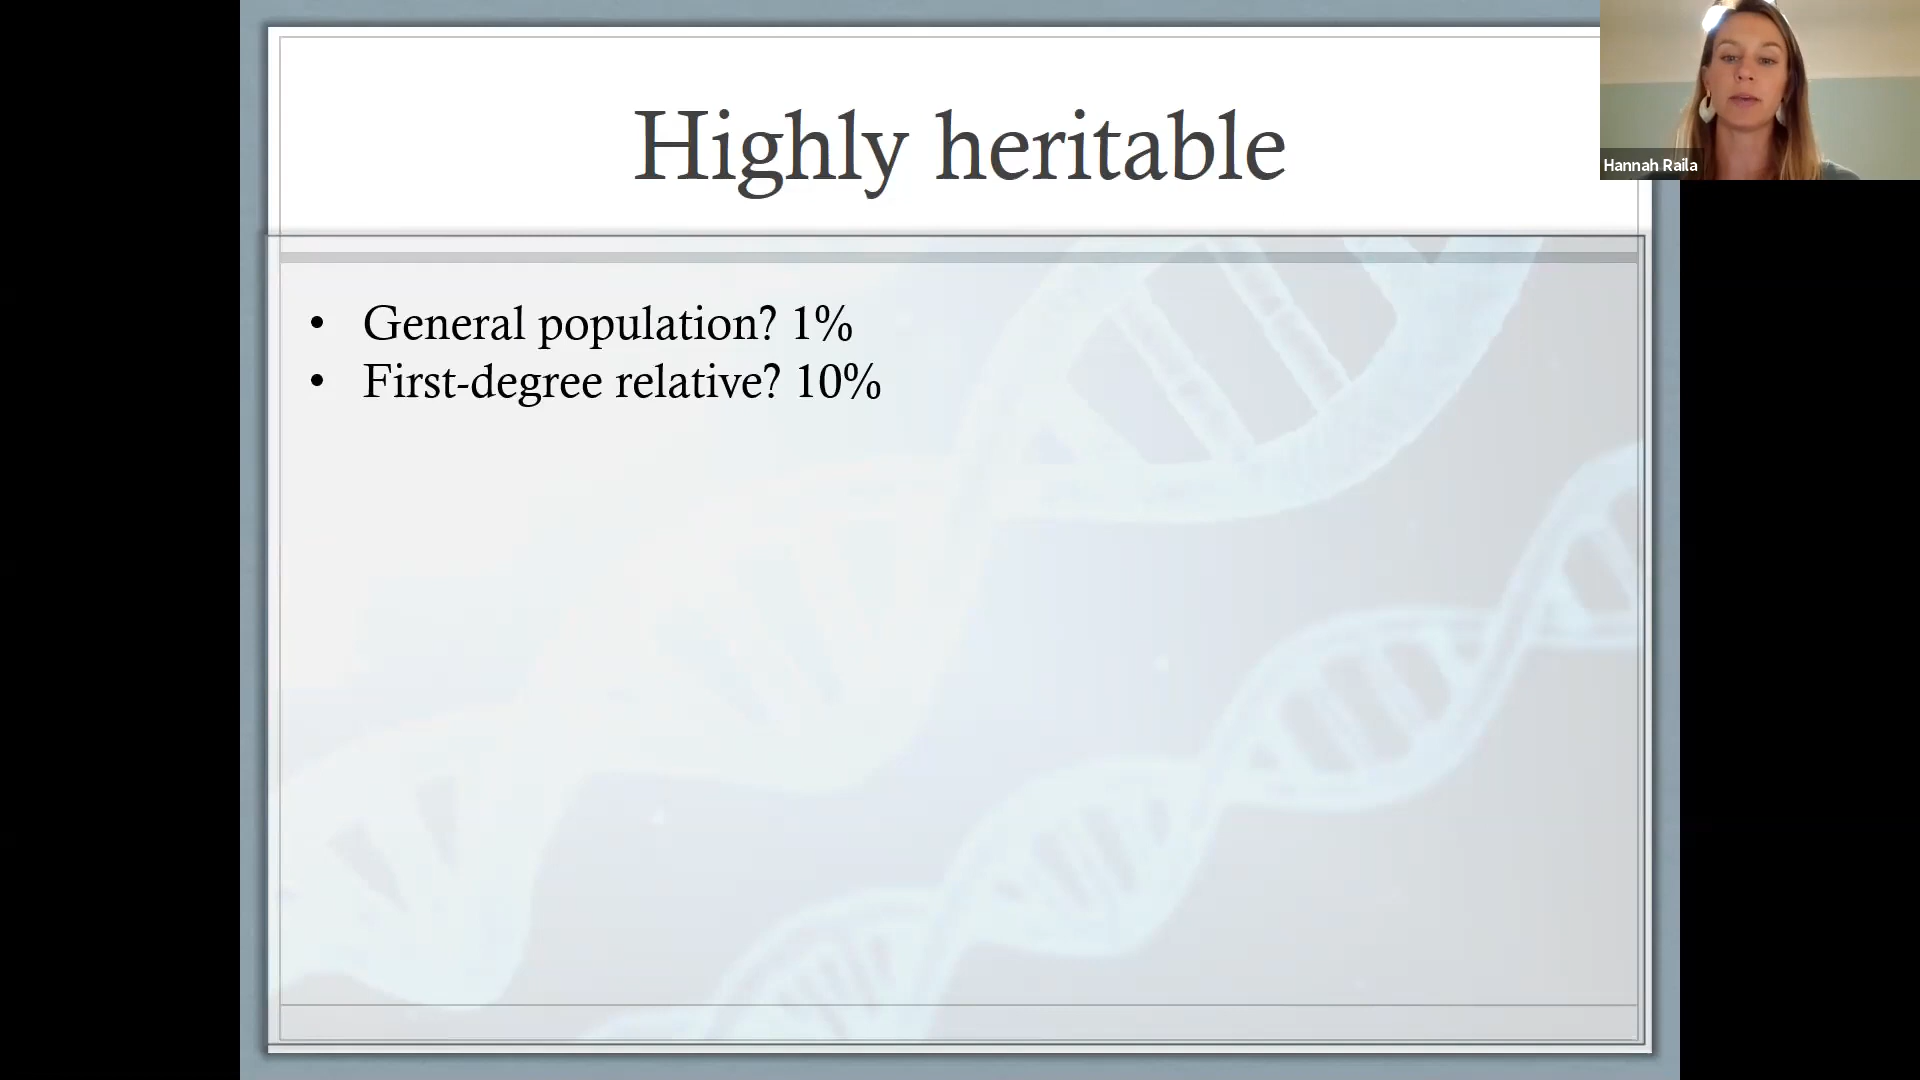 Highly heritable
Hannah Raila
• General population? 1%
• First-degree relative? 10%